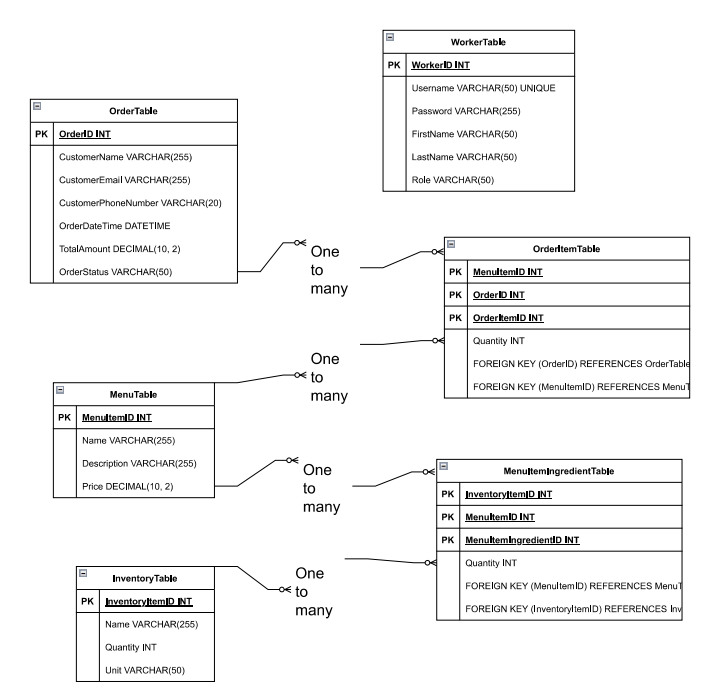 WorkerTable
PK WorkerID INT
Username VARCHAR(50) UNIQUE
Password VARCHAR(255)
FirstName VARCHAR(50)
LastName VARCHAR(50)
Role VARCHAR(50)
OrderTable
PK OrderID INT
CustomerName VARCHAR(255)
CustomerEmail VARCHAR(255)
CustomerPhoneNumber VARCHAR(20)
OrderDateTime DATETIME
TotalAmount DECIMAL(10, 2)
OrderStatus VARCHAR(50)
One
to
many
OrderItemTable
PK MenuItemID INT
PK OrderID INT
PK OrderItemID INT
Quantity INT
FOREIGN KEY (OrderID) REFERENCES OrderTable
FOREIGN KEY (MenuItemID) REFERENCES MenuT
One
to
many
MenuTable
PK MenuItemID INT
Name VARCHAR(255)
Description VARCHAR(255)
Price DECIMAL(10, 2)
One
to
many
MenuItemIngredientTable
PK InventoryItemID INT
PK MenuItemID INT
PK MenuItemIngredientID INT
Quantity INT
FOREIGN KEY (MenuItemID) REFERENCES MenuT
FOREIGN KEY (InventoryItemID) REFERENCES Inv
One
to
many
InventoryTable
PK InventoryItemID INT
Name VARCHAR(255)
Quantity INT
Unit VARCHAR(50)